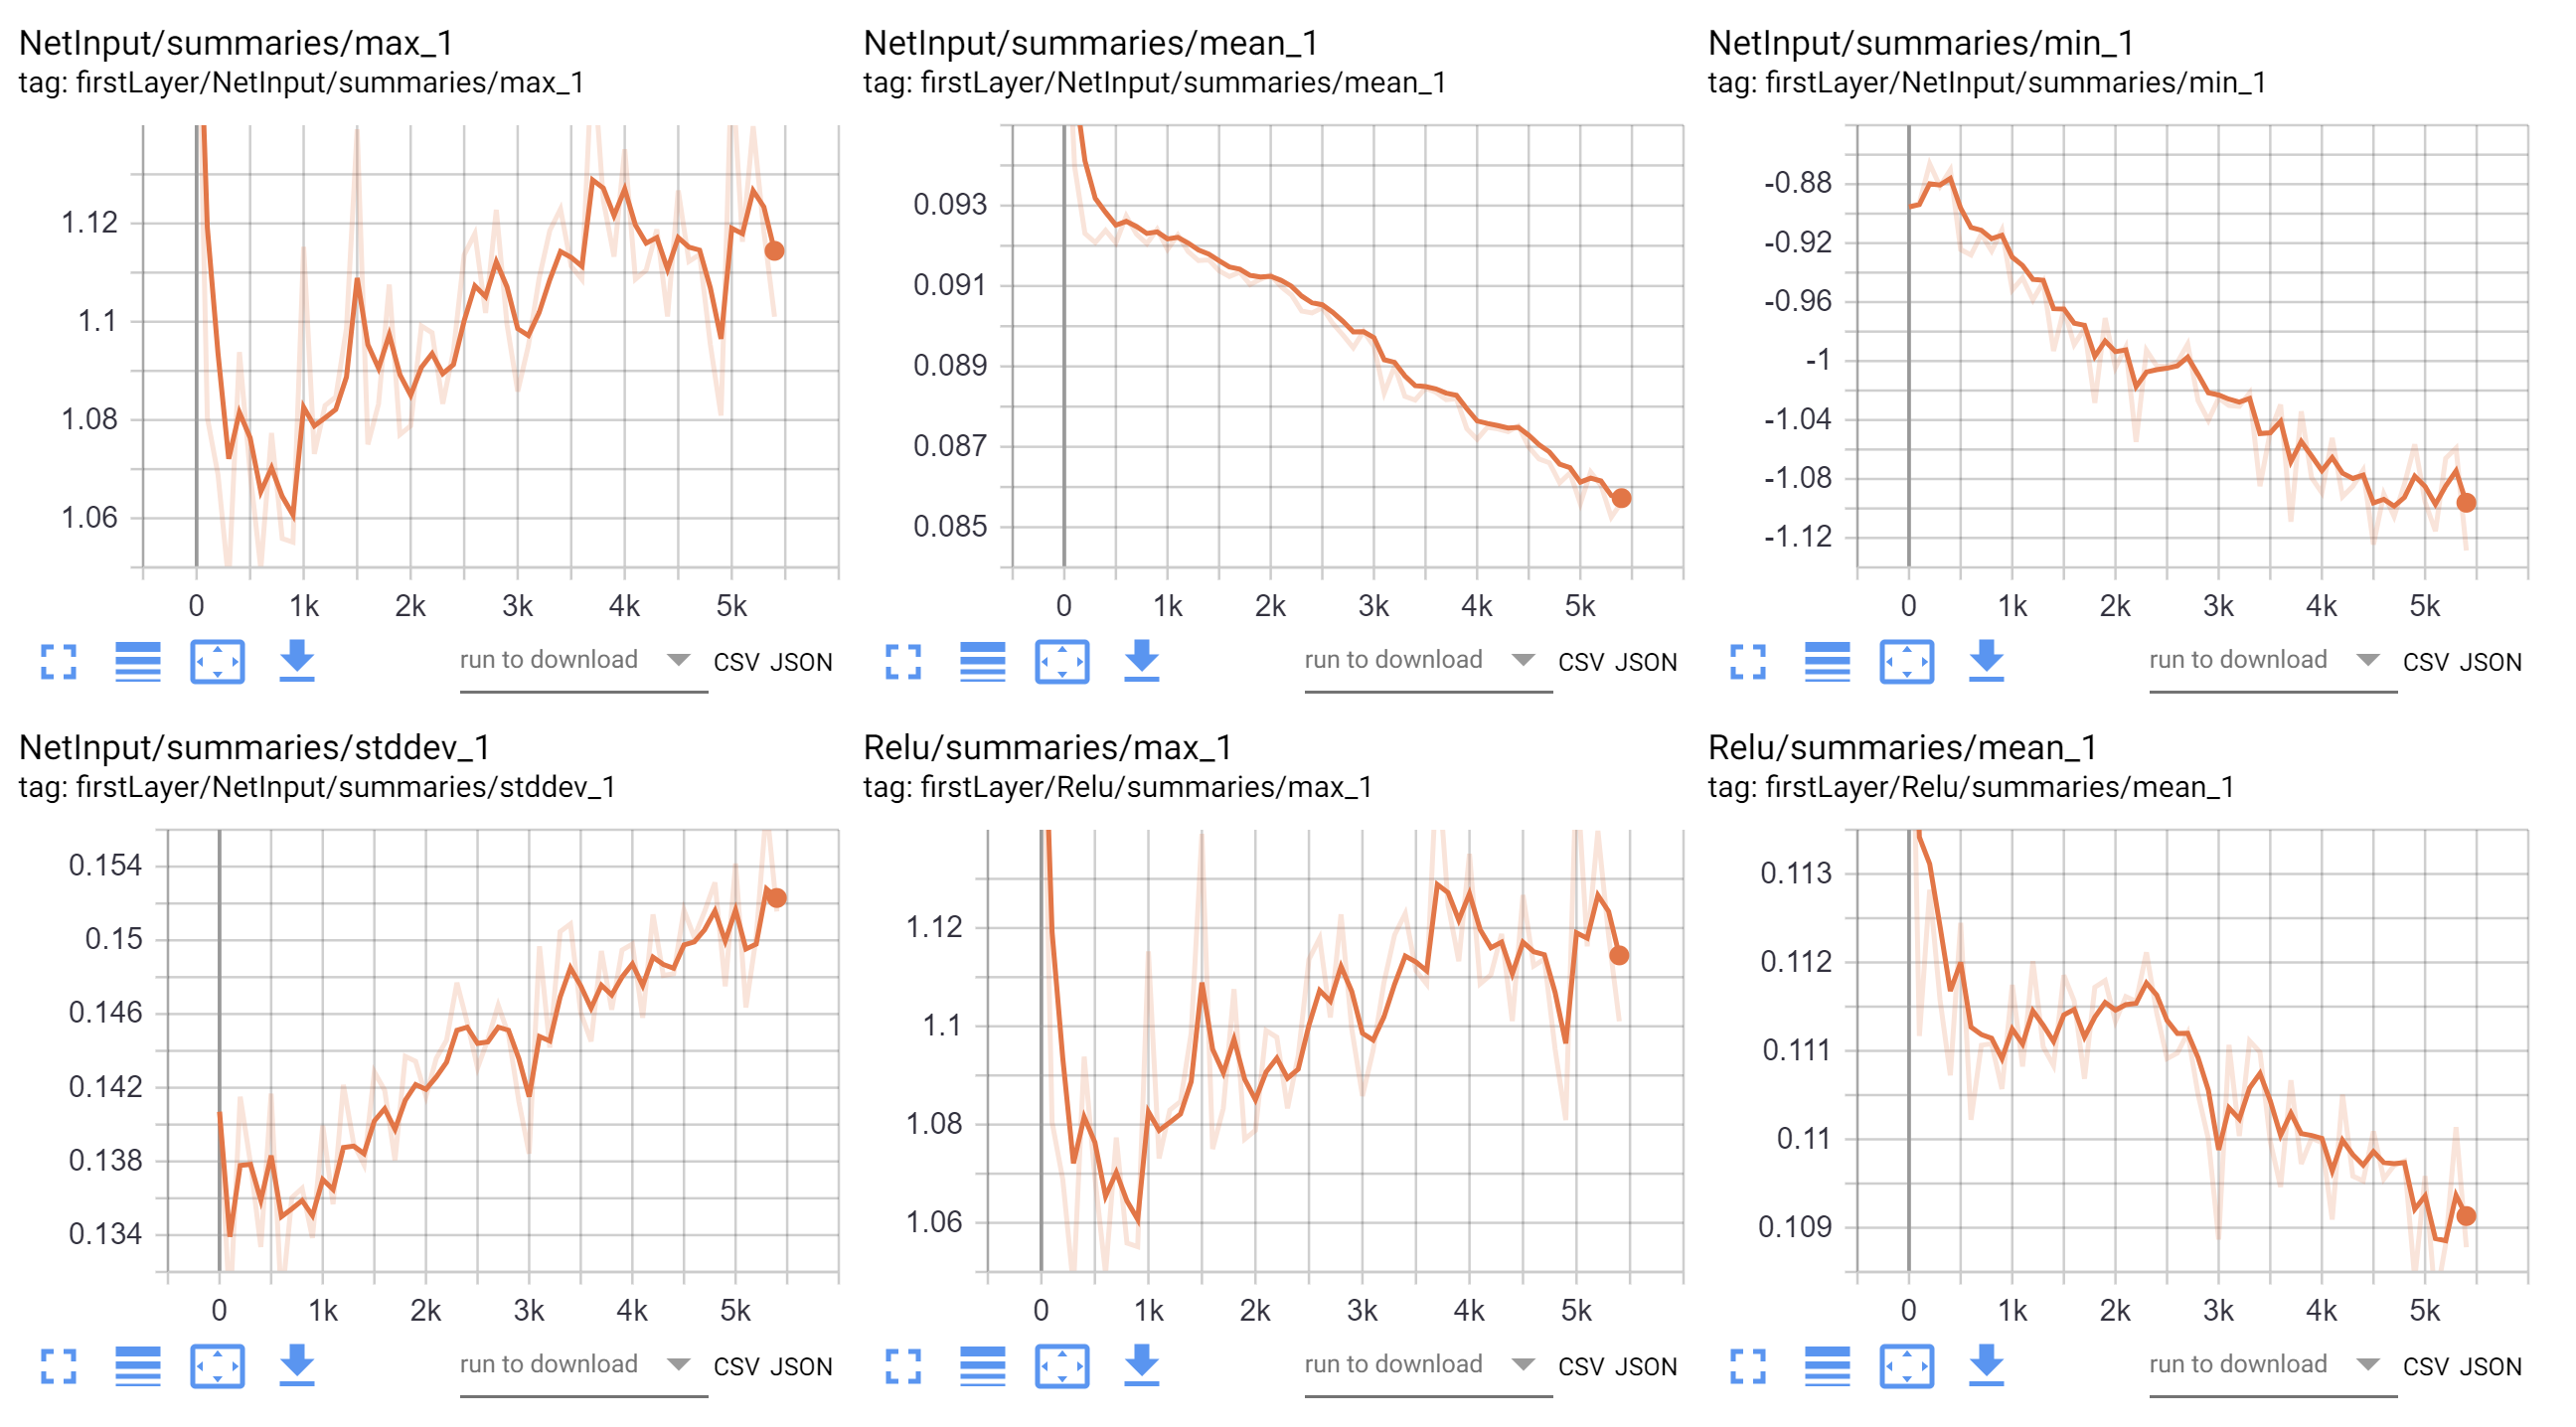 NetInput/summaries/max_1
tag: firstLayer/NetInput/summaries/max_1
1.12
1.1
1.08
1.06
0 1k 2k 3k 4k 5k
run to download CSV JSON
NetInput/summaries/mean_1
tag: firstLayer/NetInput/summaries/mean_1
0.093
0.091
0.089
0.087
0.085
0 1k 2k 3k 4k 5k
run to download CSV JSON
NetInput/summaries/min_1
tag: firstLayer/NetInput/summaries/min_1
-0.88
-0.92
-0.96
-1
-1.04
-1.08
-1.12
0 1k 2k 3k 4k 5k
run to download CSV JSON
NetInput/summaries/stddev_1
tag: firstLayer/NetInput/summaries/stddev_1
0.154
0.15
0.146
0.142
0.138
0.134
0 1k 2k 3k 4k 5k
run to download CSV JSON
Relu/summaries/max_1
tag: firstLayer/Relu/summaries/max_1
1.12
1.1
1.08
1.06
0 1k 2k 3k 4k 5k
run to download CSV JSON
Relu/summaries/mean_1
tag: firstLayer/Relu/summaries/mean_1
0.113
0.112
0.111
0.11
0.109
0 1k 2k 3k 4k 5k
run to download CSV JSON